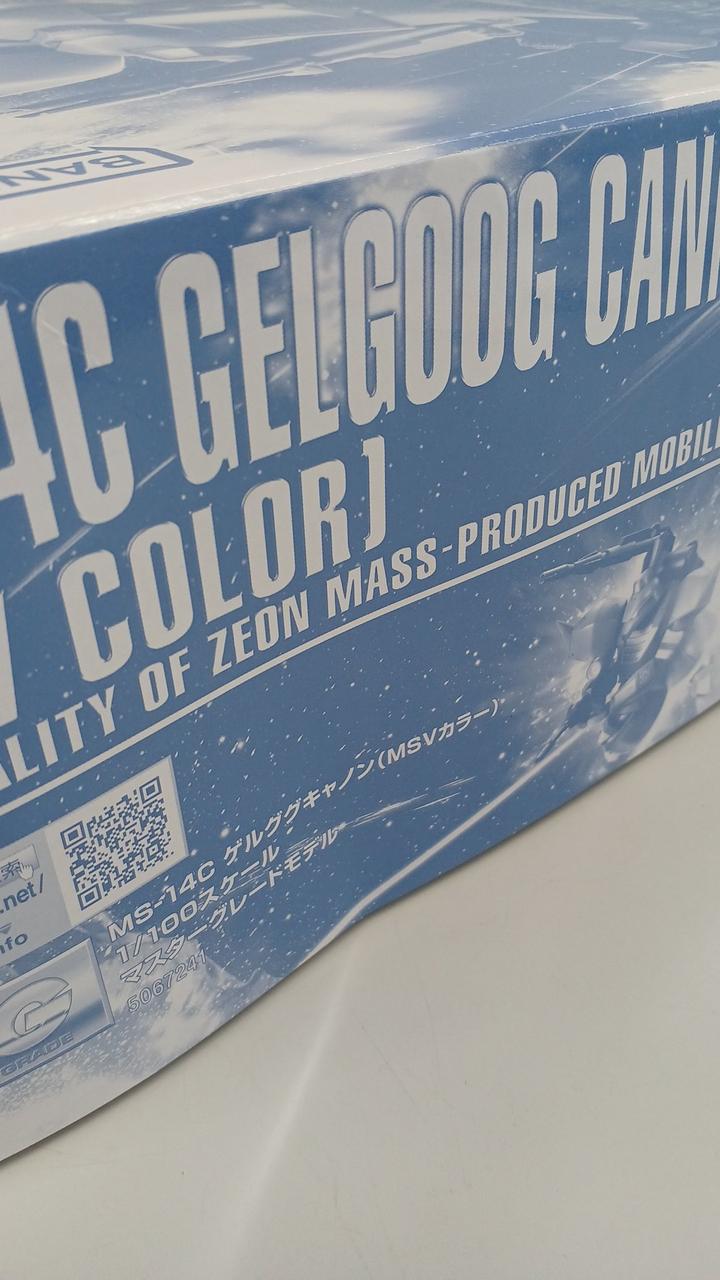 BAN
4C GELGOOG CAN
COLOR]
ALITY OF ZEON MASS-PRODUCED MOBIL
MS-14C ゲルググキャノン(MSVカラー)
1/100スケール
マスターグレードモデル
5067241
索
.net/
nfo
GRADE